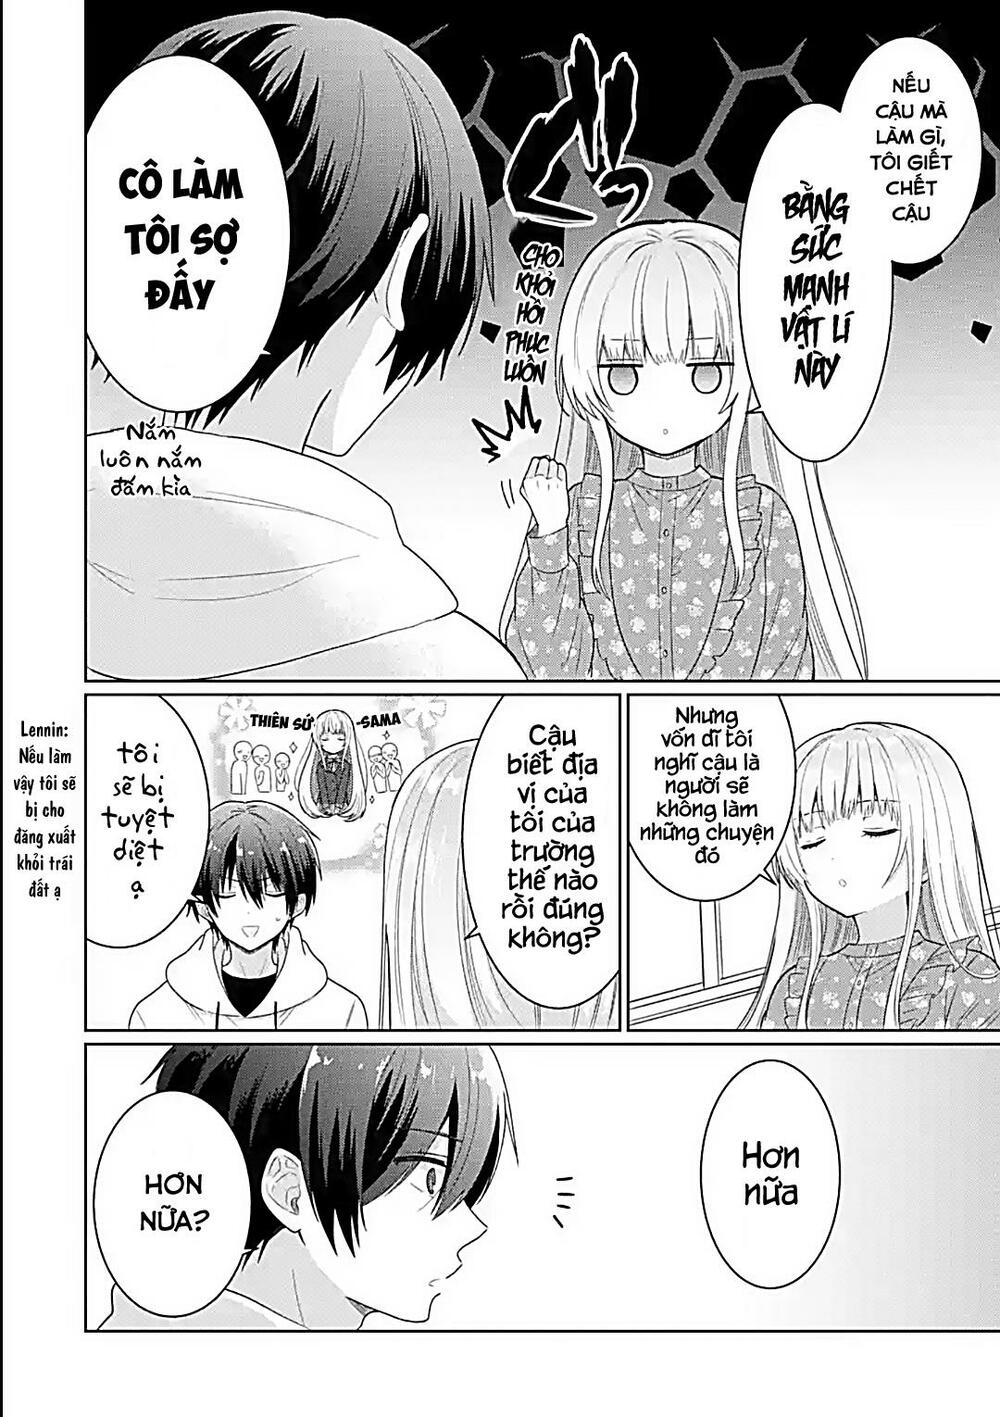 NẾU
CẬU MÀ
LÀM GÌ,
TÔI GIẾT
CHẾT
CẬU
BẰNG
SỨC
MẠNH
VẬT LÍ
NÀY
CHO
KHỎI
HỒI
PHỤC
LUÔN
CÔ LÀM
TÔI SỢ
ĐẤY
Nắm
luôn nắm
đấm kìa
Nhưng
vốn dĩ tôi
nghĩ cậu là
người sẽ
không làm
những chuyện
đó
Cậu
biết địa
vị của
tôi của
trường
thế nào
rồi đúng
không?
THIÊN SỨ -SAMA
tôi
sẽ bị
tuyệt
diệt
ạ
Lennin:
Nếu làm
vậy tôi sẽ
bị cho
đăng xuất
khỏi trái
đất ạ
Hơn
nữa
HƠN
NỮA?